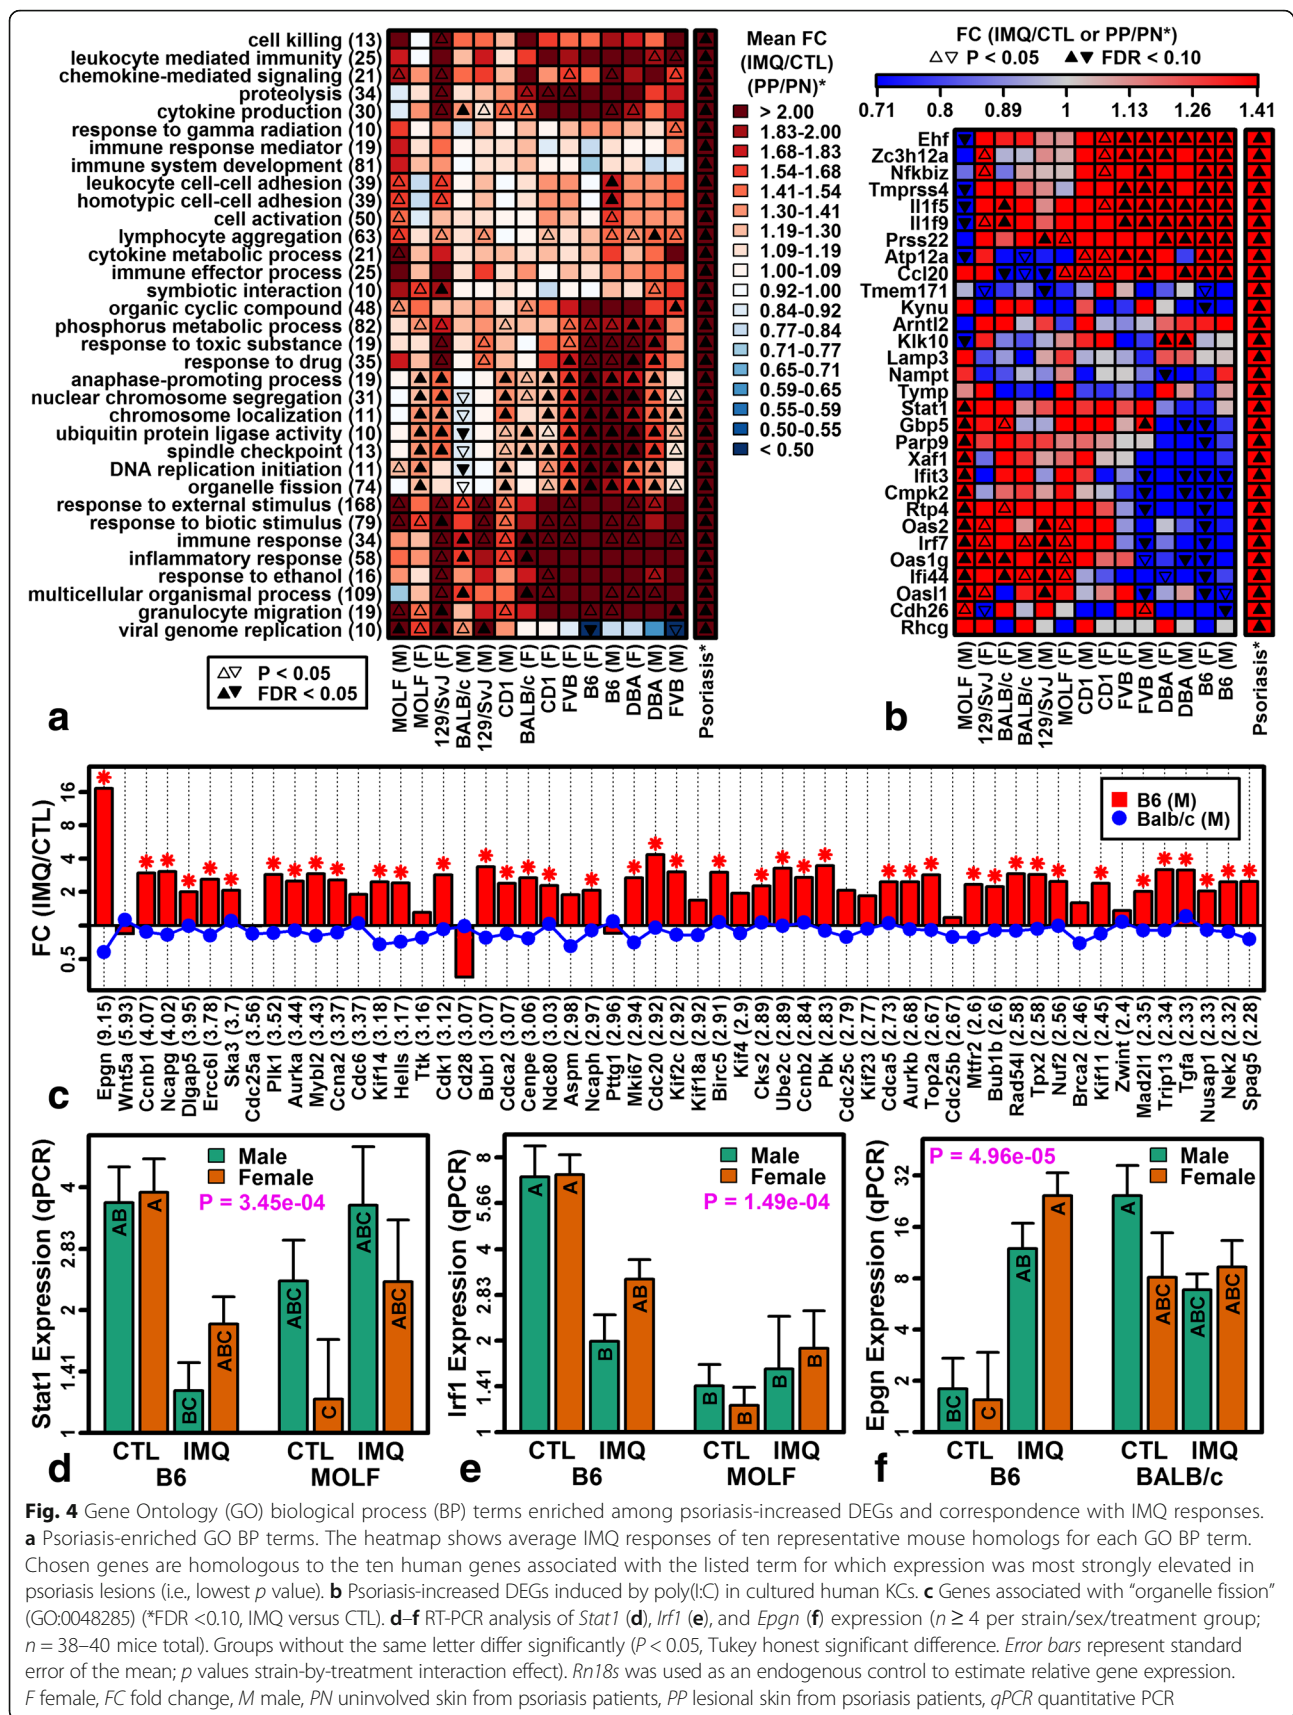 cell killing (13)
leukocyte mediated immunity (25)
chemokine-mediated signaling (21)
proteolysis (34)
cytokine production (30)
response to gamma radiation (10)
immune response mediator (19)
immune system development (81)
leukocyte cell-cell adhesion (39)
homotypic cell-cell adhesion (39)
cell activation (50)
lymphocyte aggregation (63)
cytokine metabolic process (21)
immune effector process (25)
symbiotic interaction (10)
organic cyclic compound (48)
phosphorus metabolic process (82)
response to toxic substance (19)
response to drug (35)
anaphase-promoting process (19)
nuclear chromosome segregation (31)
chromosome localization (11)
ubiquitin protein ligase activity (10)
spindle checkpoint (13)
DNA replication initiation (11)
organelle fission (74)
response to external stimulus (168)
response to biotic stimulus (79)
immune response (34)
inflammatory response (58)
response to ethanol (16)
multicellular organismal process (109)
granulocyte migration (19)
viral genome replication (10)
△▽ P < 0.05
▲▼ FDR < 0.05
MOLF (M)
MOLF (F)
129/SvJ (F)
BALB/c (M)
129/SvJ (M)
CD1 (M)
BALB/c (F)
CD1 (F)
FVB (F)
B6 (F)
B6 (M)
DBA (F)
DBA (M)
FVB (M)
Psoriasis*
a
Mean FC
(IMQ/CTL)
(PP/PN)*
> 2.00
1.83-2.00
1.68-1.83
1.54-1.68
1.41-1.54
1.30-1.41
1.19-1.30
1.09-1.19
1.00-1.09
0.92-1.00
0.84-0.92
0.77-0.84
0.71-0.77
0.65-0.71
0.59-0.65
0.55-0.59
0.50-0.55
< 0.50
FC (IMQ/CTL or PP/PN*)
△▽ P < 0.05 ▲▼ FDR < 0.10
0.71 0.8 0.89 1 1.13 1.26 1.41
Ehf
Zc3h12a
Nfkbiz
Tmprss4
Il1f5
Il1f9
Prss22
Atp12a
Ccl20
Tmem171
Kynu
Arntl2
Klk10
Lamp3
Nampt
Tymp
Stat1
Gbp5
Parp9
Xaf1
Ifit3
Cmpk2
Rtp4
Oas2
Irf7
Oas1g
Ifi44
Oasl1
Cdh26
Rhcg
MOLF (M)
129/SvJ (F)
BALB/c (F)
BALB/c (M)
129/SvJ (M)
MOLF (F)
CD1 (M)
CD1 (F)
FVB (F)
FVB (M)
DBA (F)
DBA (M)
B6 (F)
B6 (M)
Psoriasis*
b
FC (IMQ/CTL)
16
8
4
2
0.5
B6 (M)
Balb/c (M)
Epgn (9.15)
Wnt5a (5.93)
Ccnb1 (4.07)
Ncapg (4.02)
Dlgap5 (3.95)
Ercc6l (3.78)
Ska3 (3.7)
Cdc25a (3.56)
Plk1 (3.52)
Aurka (3.44)
Mybl2 (3.43)
Ccna2 (3.37)
Cdc6 (3.37)
Kif14 (3.18)
Hells (3.17)
Ttk (3.16)
Cdk1 (3.12)
Cd28 (3.07)
Bub1 (3.07)
Cdca2 (3.07)
Cenpe (3.06)
Ndc80 (3.03)
Aspm (2.98)
Ncaph (2.97)
Pttg1 (2.96)
Mki67 (2.94)
Cdc20 (2.92)
Kif2c (2.92)
Kif18a (2.92)
Birc5 (2.91)
Kif4 (2.9)
Cks2 (2.89)
Ube2c (2.89)
Ccnb2 (2.84)
Pbk (2.83)
Cdc25c (2.79)
Kif23 (2.77)
Cdca5 (2.73)
Aurkb (2.68)
Top2a (2.67)
Cdc25b (2.67)
Mtfr2 (2.6)
Bub1b (2.6)
Rad54l (2.58)
Tpx2 (2.58)
Nuf2 (2.56)
Brca2 (2.46)
Kif11 (2.45)
Zwint (2.4)
Mad2l1 (2.35)
Trip13 (2.34)
Tgfa (2.33)
Nusap1 (2.33)
Nek2 (2.32)
Spag5 (2.28)
c
Stat1 Expression (qPCR)
4
2.83
2
1.41
1
Male
Female
P = 3.45e-04
AB A BC ABC ABC C ABC ABC
CTL IMQ CTL IMQ
B6 MOLF
d
Irf1 Expression (qPCR)
8
5.66
4
2.83
2
1.41
1
Male
Female
P = 1.49e-04
A A B AB B B B B
CTL IMQ CTL IMQ
B6 MOLF
e
Epgn Expression (qPCR)
32
16
8
4
2
1
P = 4.96e-05
Male
Female
BC C AB A A ABC ABC ABC
CTL IMQ CTL IMQ
B6 BALB/c
f
Fig. 4 Gene Ontology (GO) biological process (BP) terms enriched among psoriasis-increased DEGs and correspondence with IMQ responses.
a Psoriasis-enriched GO BP terms. The heatmap shows average IMQ responses of ten representative mouse homologs for each GO BP term.
Chosen genes are homologous to the ten human genes associated with the listed term for which expression was most strongly elevated in
psoriasis lesions (i.e., lowest p value). b Psoriasis-increased DEGs induced by poly(I:C) in cultured human KCs. c Genes associated with “organelle fission”
(GO:0048285) (*FDR <0.10, IMQ versus CTL). d–f RT-PCR analysis of Stat1 (d), Irf1 (e), and Epgn (f) expression (n ≥ 4 per strain/sex/treatment group;
n = 38–40 mice total). Groups without the same letter differ significantly (P < 0.05, Tukey honest significant difference. Error bars represent standard
error of the mean; p values strain-by-treatment interaction effect). Rn18s was used as an endogenous control to estimate relative gene expression.
F female, FC fold change, M male, PN uninvolved skin from psoriasis patients, PP lesional skin from psoriasis patients, qPCR quantitative PCR